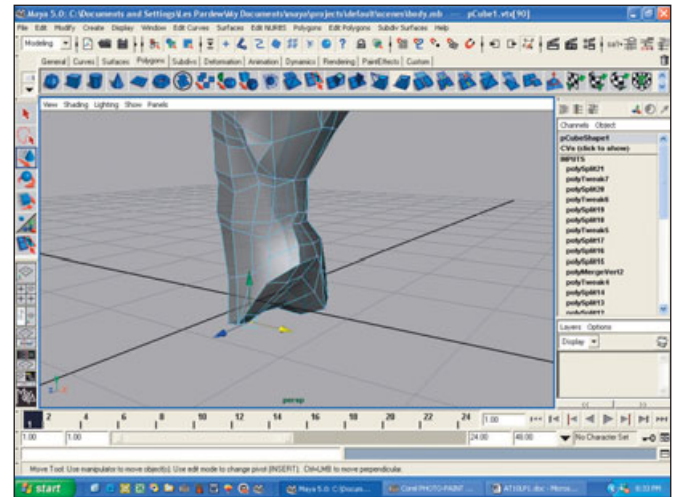 Maya 5.0: C:\Documents and Settings\Les Pardew\My Documents\maya\projects\default\scenes\body.mb --- pCube1.vtx[90]
File Edit Modify Create Display Window Edit Curves Surfaces Edit NURBS Polygons Edit Polygons Subdiv Surfaces Help
Modeling
General Curves Surfaces Polygons Subdivs Deformation Animation Dynamics Rendering PaintEffects Custom
View Shading Lighting Show Panels
Channels Object
pCubeShape1
CVs (click to show)
INPUTS
polySplit21
polyTweak7
polySplit20
polyTweak6
polySplit19
polySplit18
polyTweak5
polySplit17
polySplit16
polySplit15
polyMergeVert2
polyTweak4
polySplit14
polySplit13
polySplit12
Layers Options
Display
persp
2 4 6 8 10 12 14 16 18 20 22 24 1.00
1
1.00 1.00 24.00 48.00 No Character Set
Move Tool: Use manipulator to move object(s). Use edit mode to change pivot (INSERT). Ctrl+LMB to move perpendicular.
start Maya 5.0: C:\Docum... Corel PHOTO-PAINT ... 8:33 PM